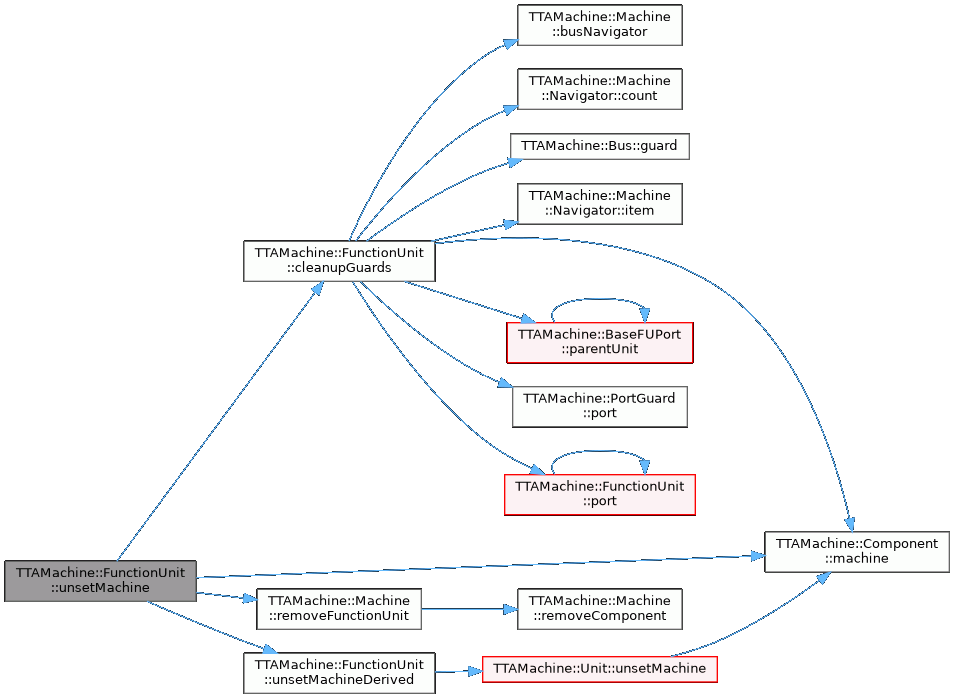 TTAMachine::Machine
::busNavigator
TTAMachine::Machine
::Navigator::count
TTAMachine::Bus::guard
TTAMachine::Machine
::Navigator::item
TTAMachine::FunctionUnit
::cleanupGuards
TTAMachine::BaseFUPort
::parentUnit
TTAMachine::PortGuard
::port
TTAMachine::FunctionUnit
::port
TTAMachine::Component
::machine
TTAMachine::FunctionUnit
::unsetMachine
TTAMachine::Machine
::removeFunctionUnit
TTAMachine::Machine
::removeComponent
TTAMachine::FunctionUnit
::unsetMachineDerived
TTAMachine::Unit::unsetMachine